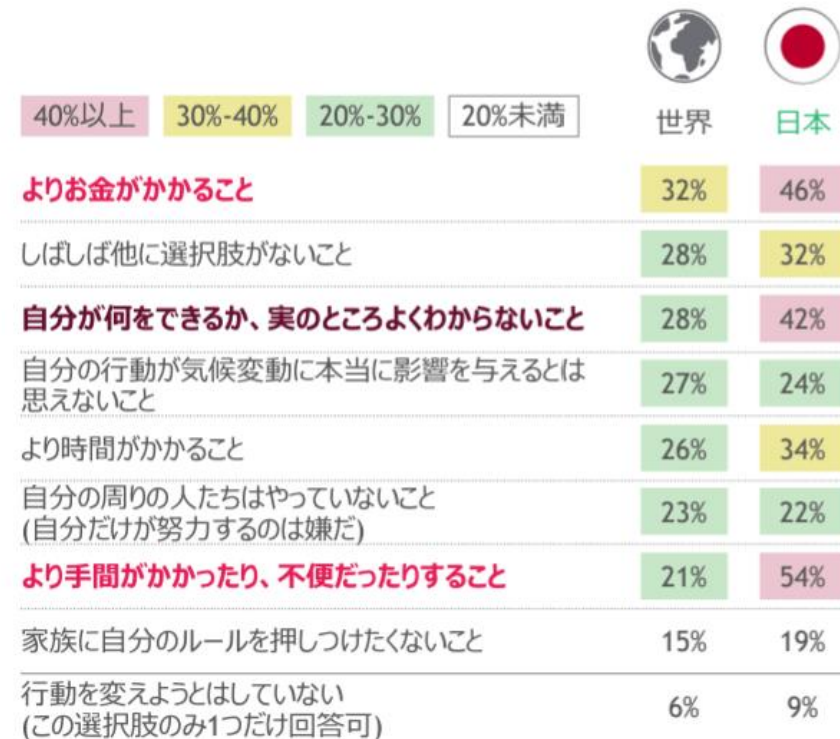 40%以上 30%-40% 20%-30% 20%未満 世界 日本
よりお金がかかること 32% 46%
しばしば他に選択肢がないこと 28% 32%
自分が何をできるか、実のところよくわからないこと 28% 42%
自分の行動が気候変動に本当に影響を与えるとは
思えないこと 27% 24%
より時間がかかること 26% 34%
自分の周りの人たちはやっていないこと
(自分だけが努力するのは嫌だ) 23% 22%
より手間がかかったり、不便だったりすること 21% 54%
家族に自分のルールを押しつけたくないこと 15% 19%
行動を変えようとはしていない
(この選択肢のみ1つだけ回答可) 6% 9%